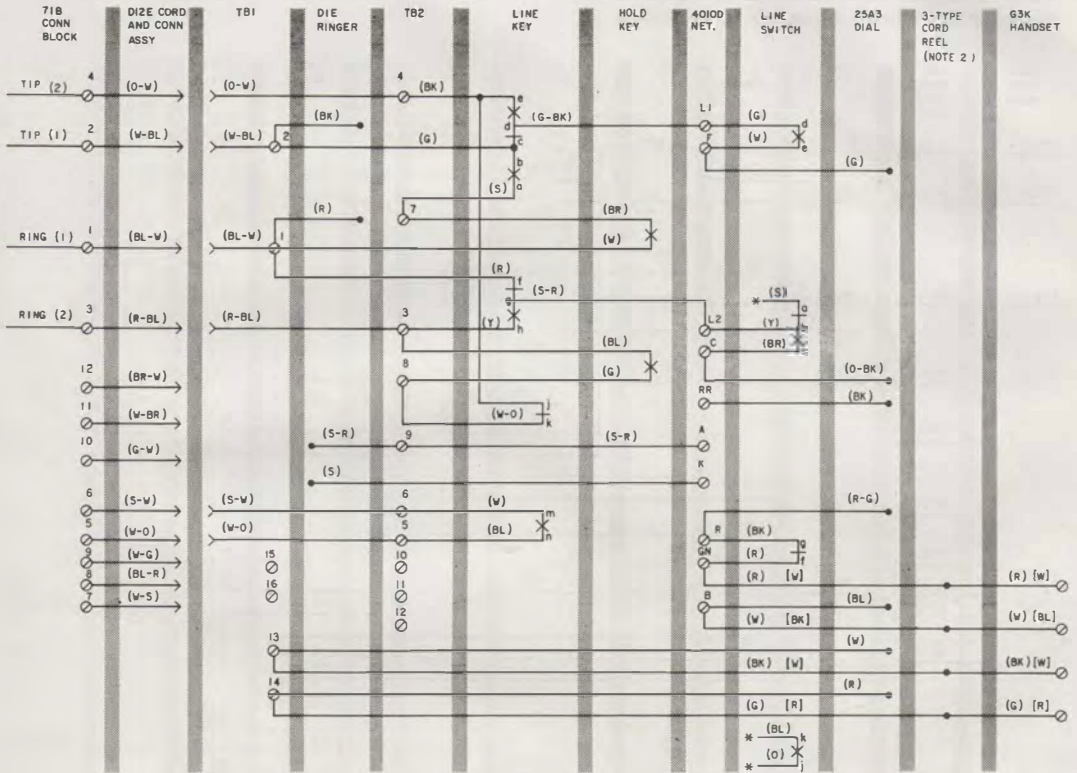 71B CONN BLOCK
DIZE CORD AND CONN ASSY
TB1
DIE RINGER
TB2
LINE KEY
HOLD KEY
4010D NET.
LINE SWITCH
25A3 DIAL
3-TYPE CORD REEL (NOTE 2)
G3K HANDSET
TIP (2) 4 (O-W) (O-W) 4 (BK) e
(BK) d (G-BK) L1 (G) d
TIP (1) 2 (W-BL) (W-BL) 2 (G) c F (W) e
b (G)
(S) a
(R) 7 (BR)
RING (1) 1 (BL-W) (BL-W) 1 (W)
(R) f
g (S-R) * (S) a
RING (2) 3 (R-BL) (R-BL) 3 (Y) h L2 (Y)
(BL) C (BR)
12 (BR-W) 8 (G) (O-BK)
RR (BK)
11 (W-BR) (W-O) j
k
10 (G-W) (S-R) 9 (S-R) A
(S) K
6 (S-W) (S-W) 6 (W) m (R-G)
5 (W-O) (W-O) 5 (BL) n R (BK) g
9 (W-G) 15 10 GN (R) f
8 (BL-R) 16 11 (R) [W] (R) [W]
7 (W-S) 12 B (BL)
(W) [BK] (W) [BL]
13 (W)
(BK) [W] (BK) [W]
14 (R)
(G) [R] (G) [R]
* (BL) k
* (O) j